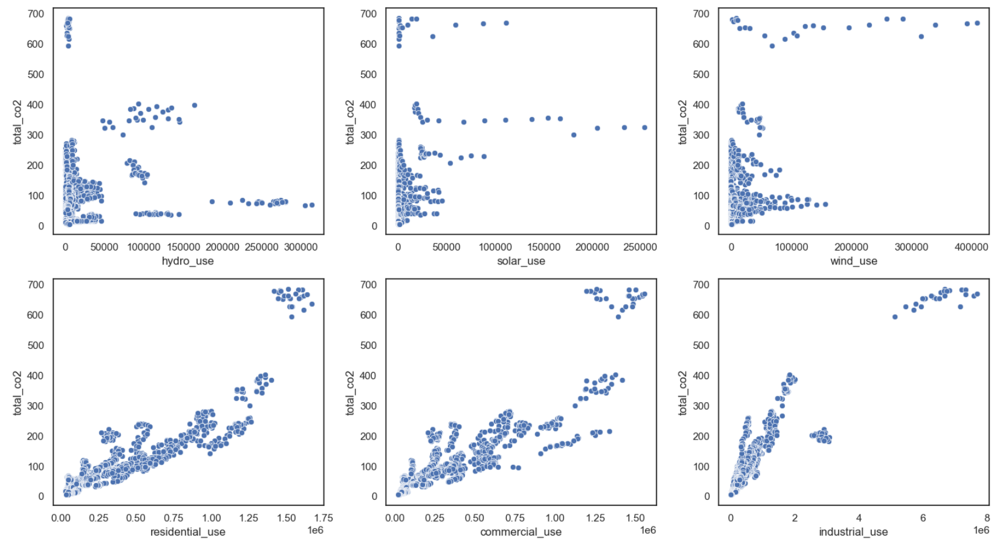 total_co2
700
600
500
400
300
200
100
0
0 50000 100000 150000 200000 250000 300000
hydro_use
total_co2
700
600
500
400
300
200
100
0
0 50000 100000 150000 200000 250000
solar_use
total_co2
700
600
500
400
300
200
100
0
0 100000 200000 300000 400000
wind_use
total_co2
700
600
500
400
300
200
100
0
0.00 0.25 0.50 0.75 1.00 1.25 1.50 1.75
residential_use 1e6
total_co2
700
600
500
400
300
200
100
0
0.00 0.25 0.50 0.75 1.00 1.25 1.50
commercial_use 1e6
total_co2
700
600
500
400
300
200
100
0
0 2 4 6 8
industrial_use 1e6